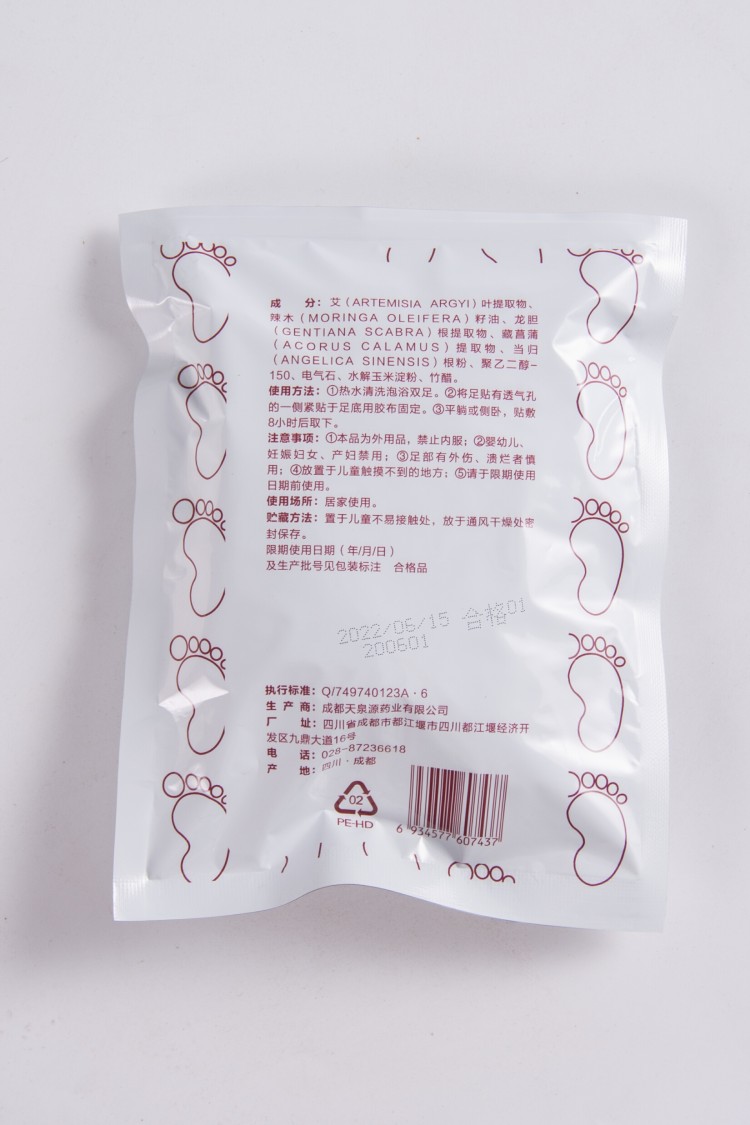 成　　分：艾（ARTEMISIA ARGYI）叶提取物、
辣木（MORINGA OLEIFERA）籽油、龙胆
（GENTIANA SCABRA）根提取物、藏菖蒲
（ACORUS CALAMUS）提取物、当归
（ANGELICA SINENSIS）根粉、聚乙二醇-
150、电气石、水解玉米淀粉、竹醋。
使用方法：①热水清洗泡浴双足。②将足贴有透气孔
的一侧紧贴于足底用胶布固定。③平躺或侧卧，贴敷
8小时后取下。
注意事项：①本品为外用品，禁止内服；②婴幼儿、
妊娠妇女、产妇禁用；③足部有外伤、溃烂者慎
用；④放置于儿童触摸不到的地方；⑤请于限期使用
日期前使用。
使用场所：居家使用。
贮藏方法：置于儿童不易接触处，放于通风干燥处密
封保存。
限期使用日期（年/月/日）
及生产批号见包装标注　合格品
2022/06/15 合格01
200601
执行标准：Q/749740123A·6
生 产 商：成都天泉源药业有限公司
厂　　址：四川省成都市都江堰市四川都江堰经济开
发区九鼎大道16号
电　　话：028-87236618
产　　地：四川·成都
02
PE-HD
6 934577 607437